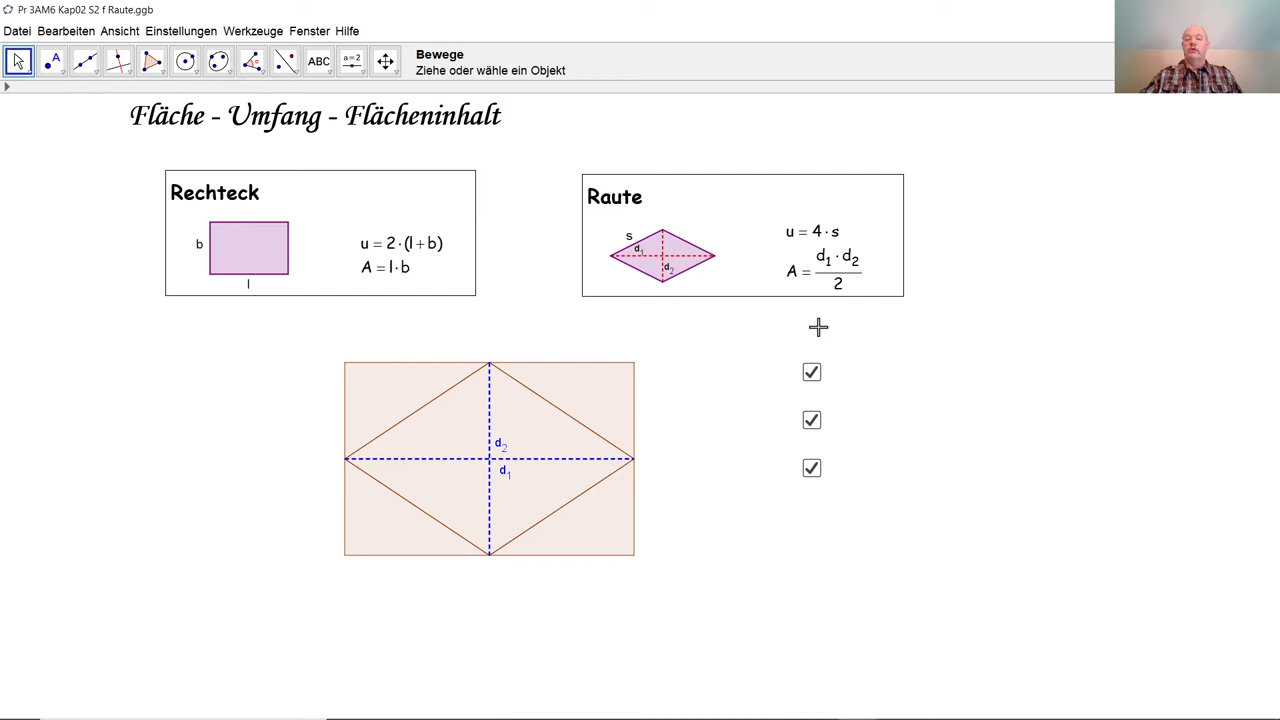 Pr 3AM6 Kap02 S2 f Raute.ggb
Datei Bearbeiten Ansicht Einstellungen Werkzeuge Fenster Hilfe
A ABC a=2
Bewege
Ziehe oder wähle ein Objekt
Fläche - Umfang - Flächeninhalt
Rechteck
b
l
u = 2·(l+b)
A = l·b
Raute
s
d₁
d₂
u = 4·s
A = d₁·d₂
2
d₂
d₁